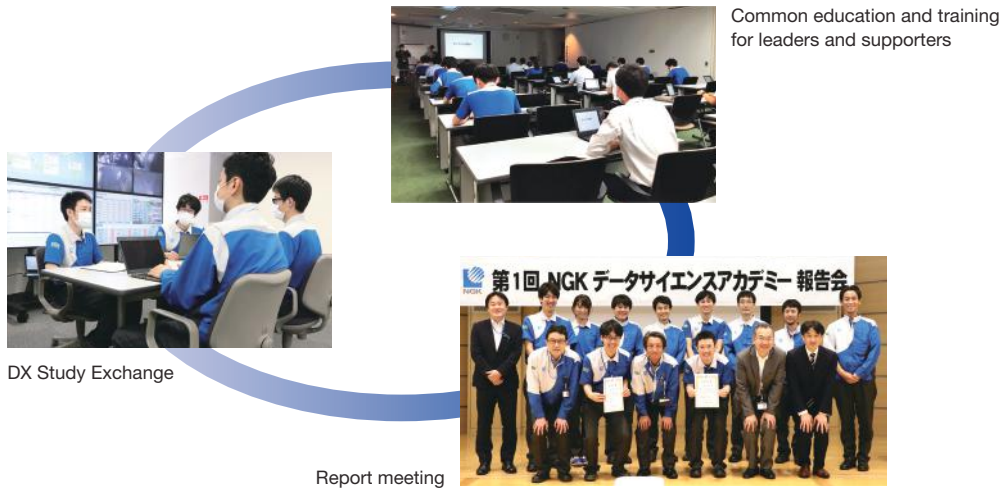 Common education and training
for leaders and supporters
DX Study Exchange
NGK
第1回 NGK データサイエンスアカデミー 報告会
Report meeting